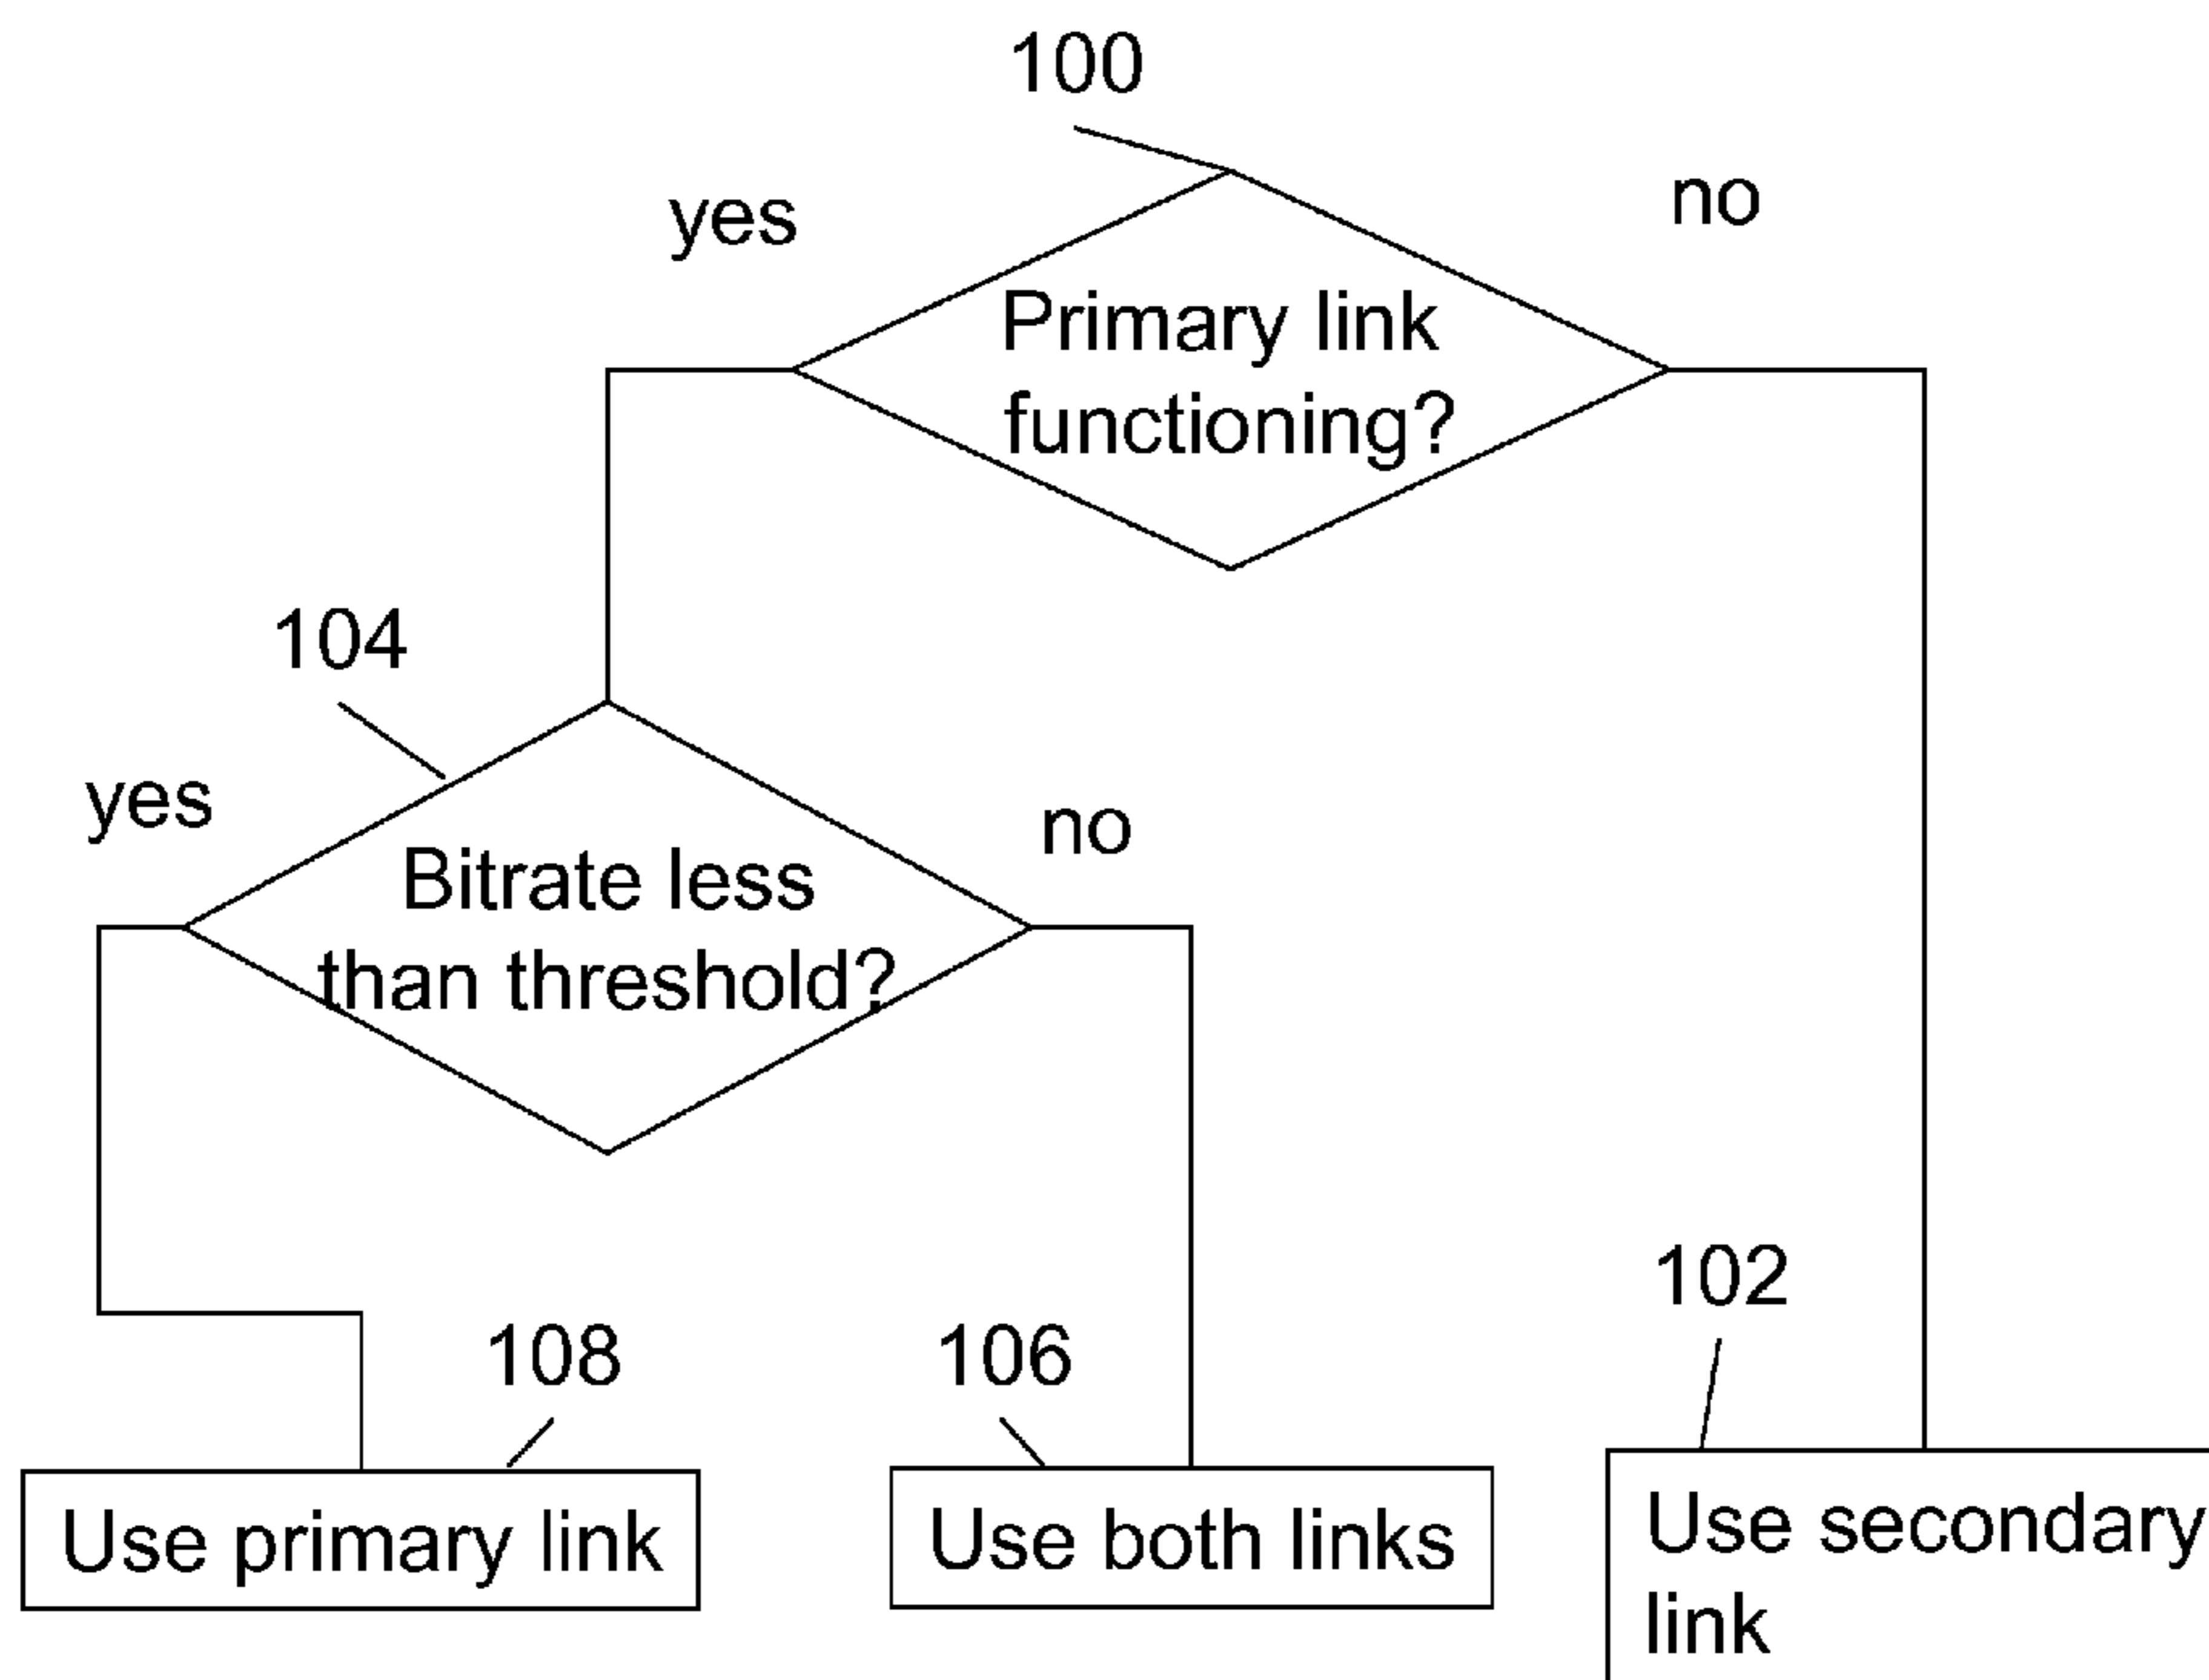 100
yes
no
Primary link
functioning?
104
yes
no
Bitrate less
than threshold?
102
108
106
Use primary link
Use both links
Use secondary
link